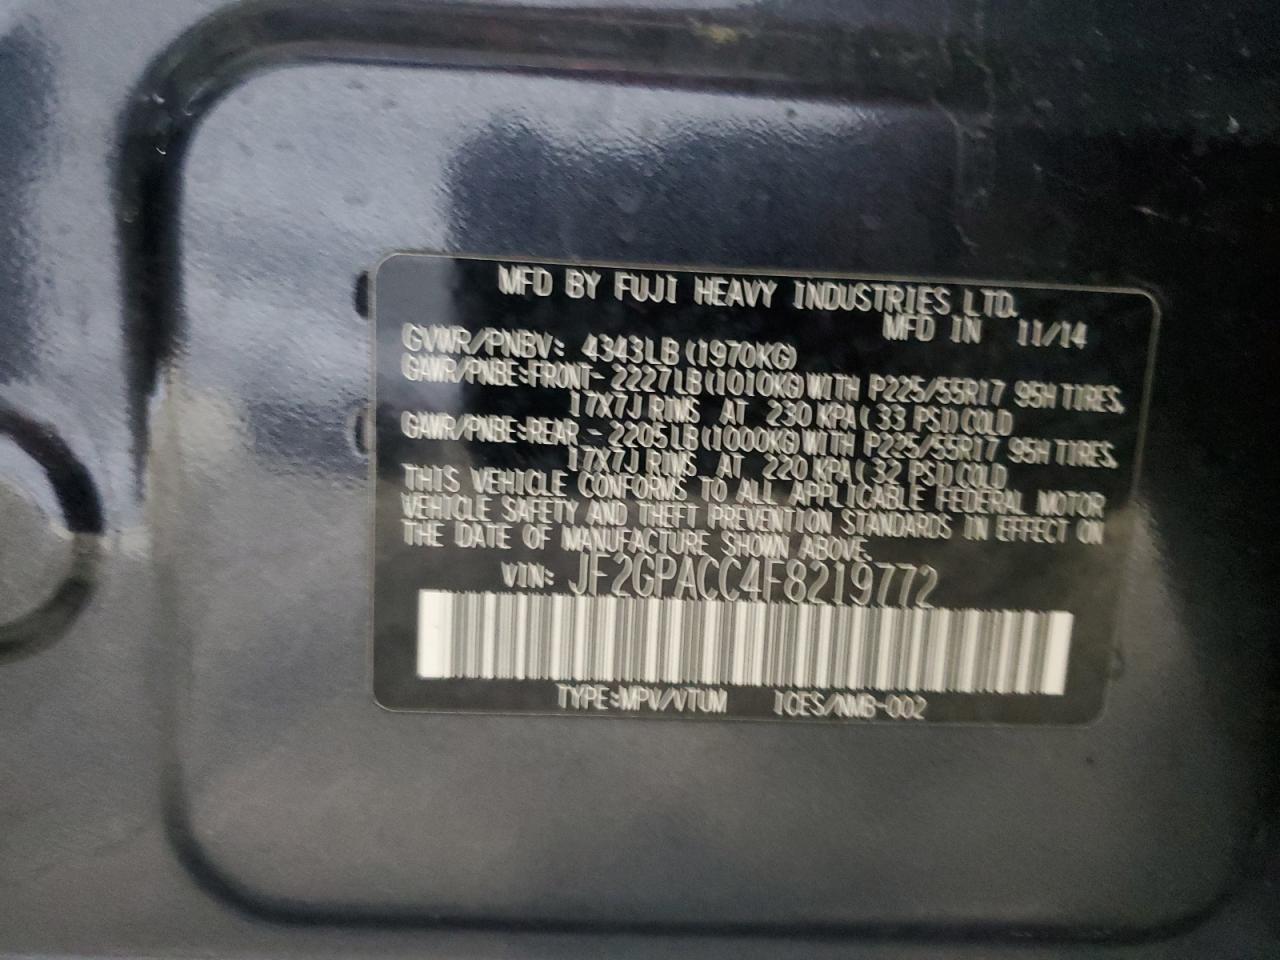 MFD BY FUJI HEAVY INDUSTRIES LTD.
MFD IN 11/14
GVWR/PNBV: 4343LB (1970KG)
GAWR/PNBE:FRONT- 2227LB(1010KG)WITH P225/55R17 95H TIRES,
17X7J RIMS AT 230 KPA( 33 PSI)COLD
GAWR/PNBE:REAR - 2205LB(1000KG)WITH P225/55R17 95H TIRES,
17X7J RIMS AT 220 KPA( 32 PSI)COLD
THIS VEHICLE CONFORMS TO ALL APPLICABLE FEDERAL MOTOR
VEHICLE SAFETY AND THEFT PREVENTION STANDARDS IN EFFECT ON
THE DATE OF MANUFACTURE SHOWN ABOVE.
VIN: JF2GPACC4F8219772
TYPE:MPV/VTUM ICES/NMB-002